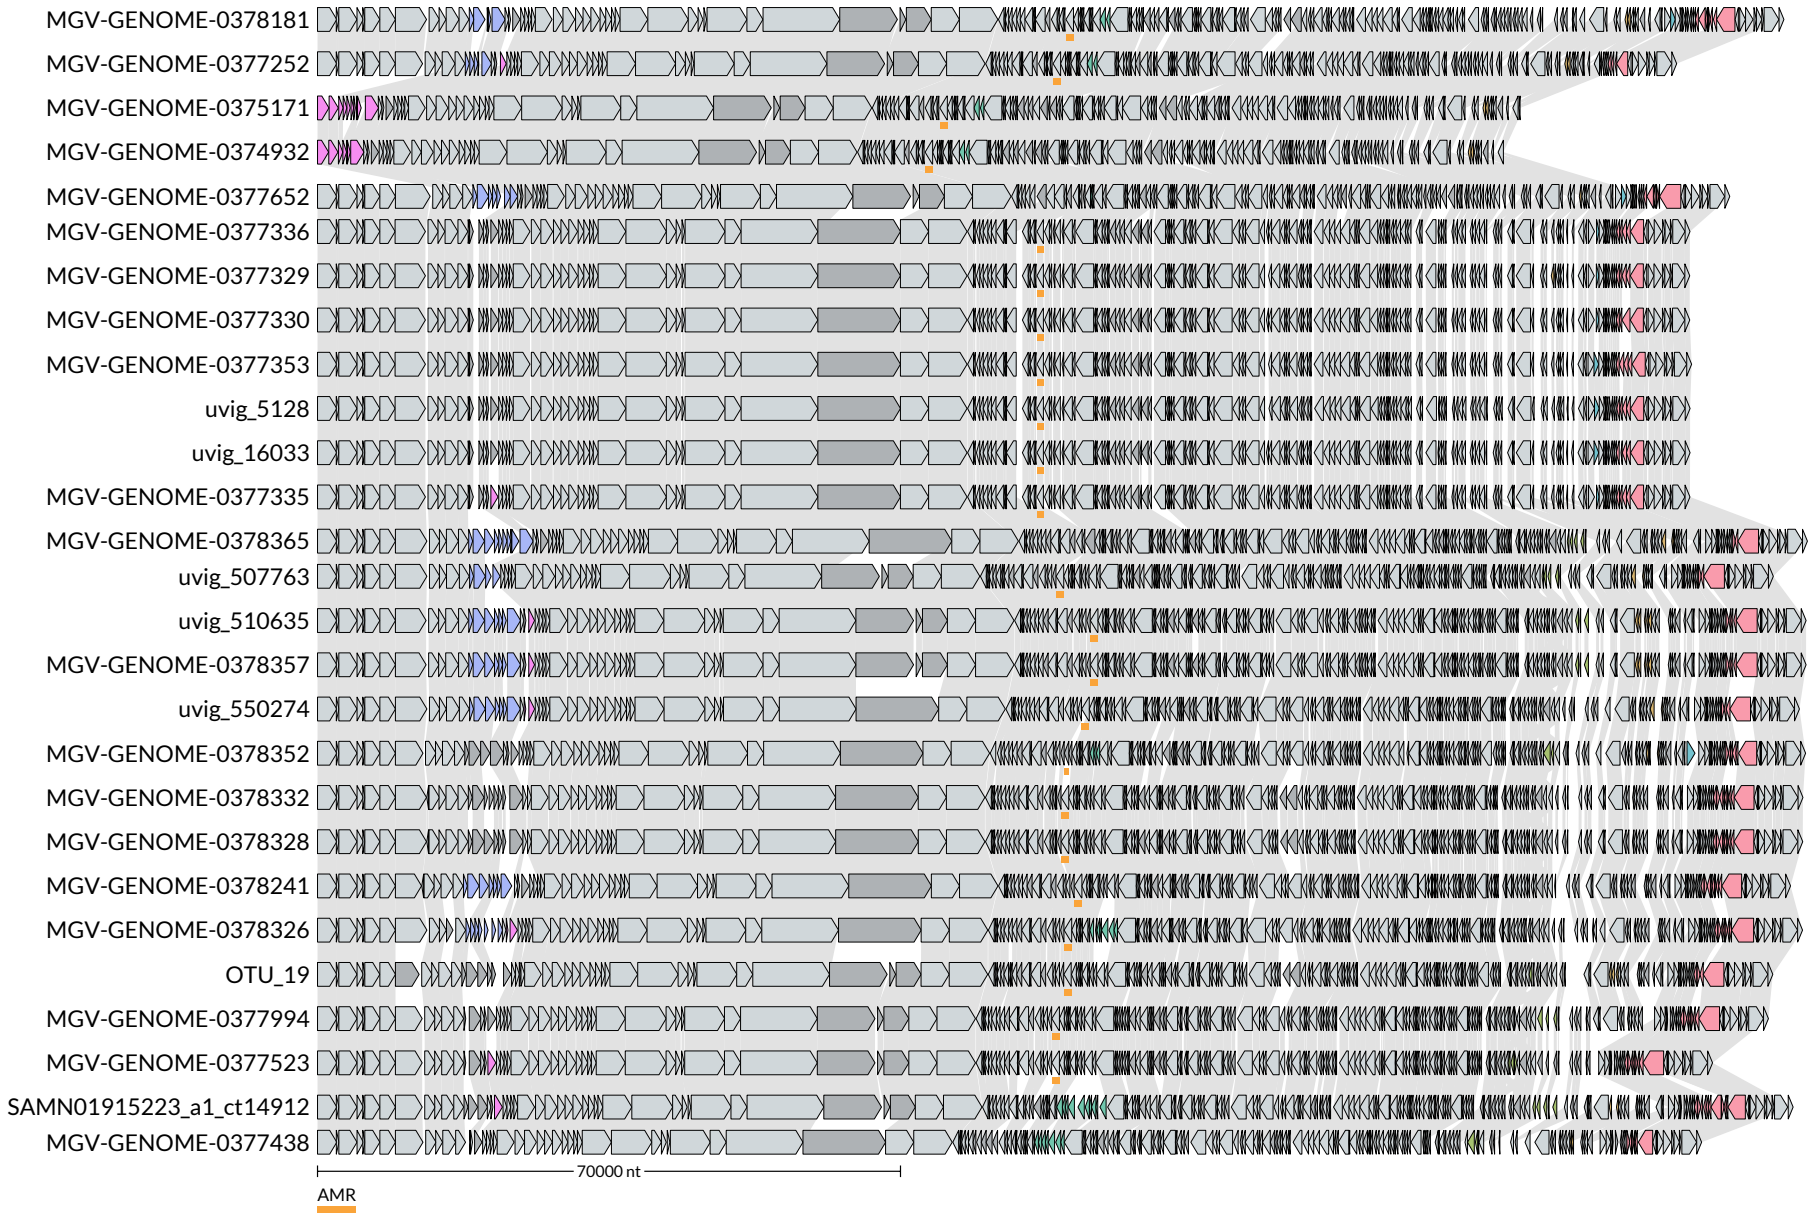 MGV-GENOME-0378181
MGV-GENOME-0377252
MGV-GENOME-0375171
MGV-GENOME-0374932
MGV-GENOME-0377652
MGV-GENOME-0377336
MGV-GENOME-0377329
MGV-GENOME-0377330
MGV-GENOME-0377353
uvig_5128
uvig_16033
MGV-GENOME-0377335
MGV-GENOME-0378365
uvig_507763
uvig_510635
MGV-GENOME-0378357
uvig_550274
MGV-GENOME-0378352
MGV-GENOME-0378332
MGV-GENOME-0378328
MGV-GENOME-0378241
MGV-GENOME-0378326
OTU_19
MGV-GENOME-0377994
MGV-GENOME-0377523
SAMN01915223_a1_ct14912
MGV-GENOME-0377438
70000 nt
AMR